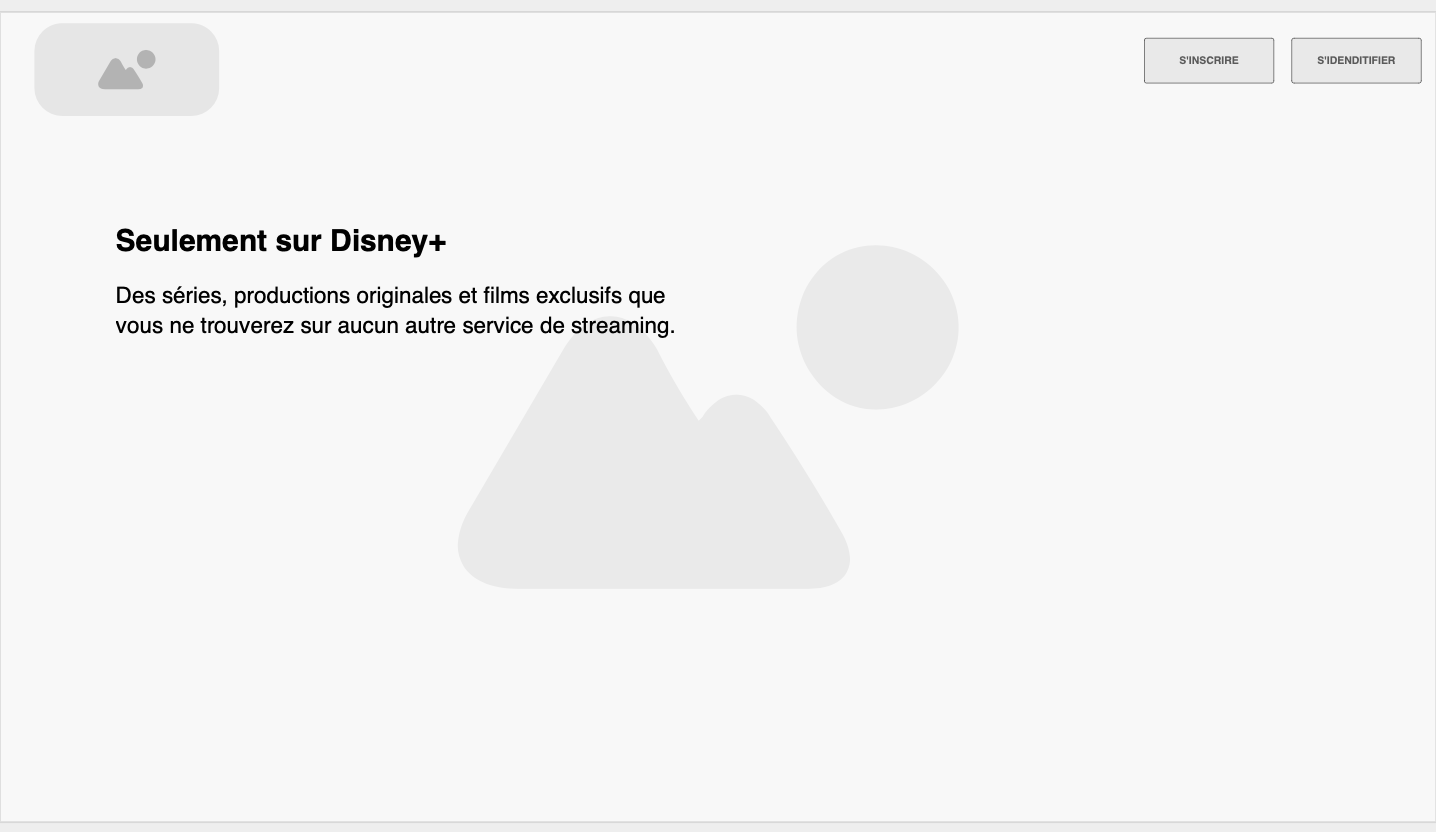 S'INSCRIRE
S'IDENDITIFIER
Seulement sur Disney+
Des séries, productions originales et films exclusifs que
vous ne trouverez sur aucun autre service de streaming.